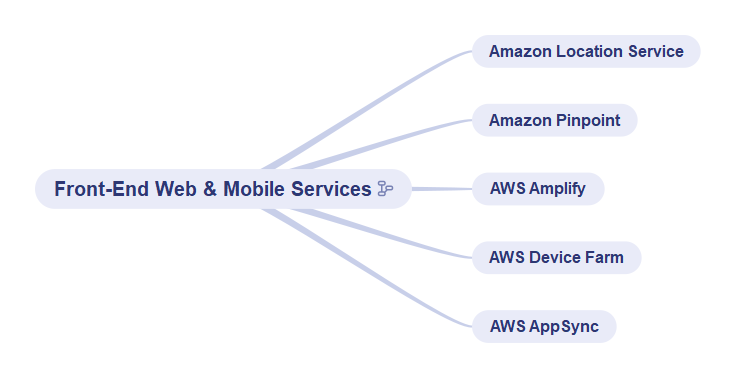 Amazon Location Service
Amazon Pinpoint
Front-End Web & Mobile Services
AWS Amplify
AWS Device Farm
AWS AppSync